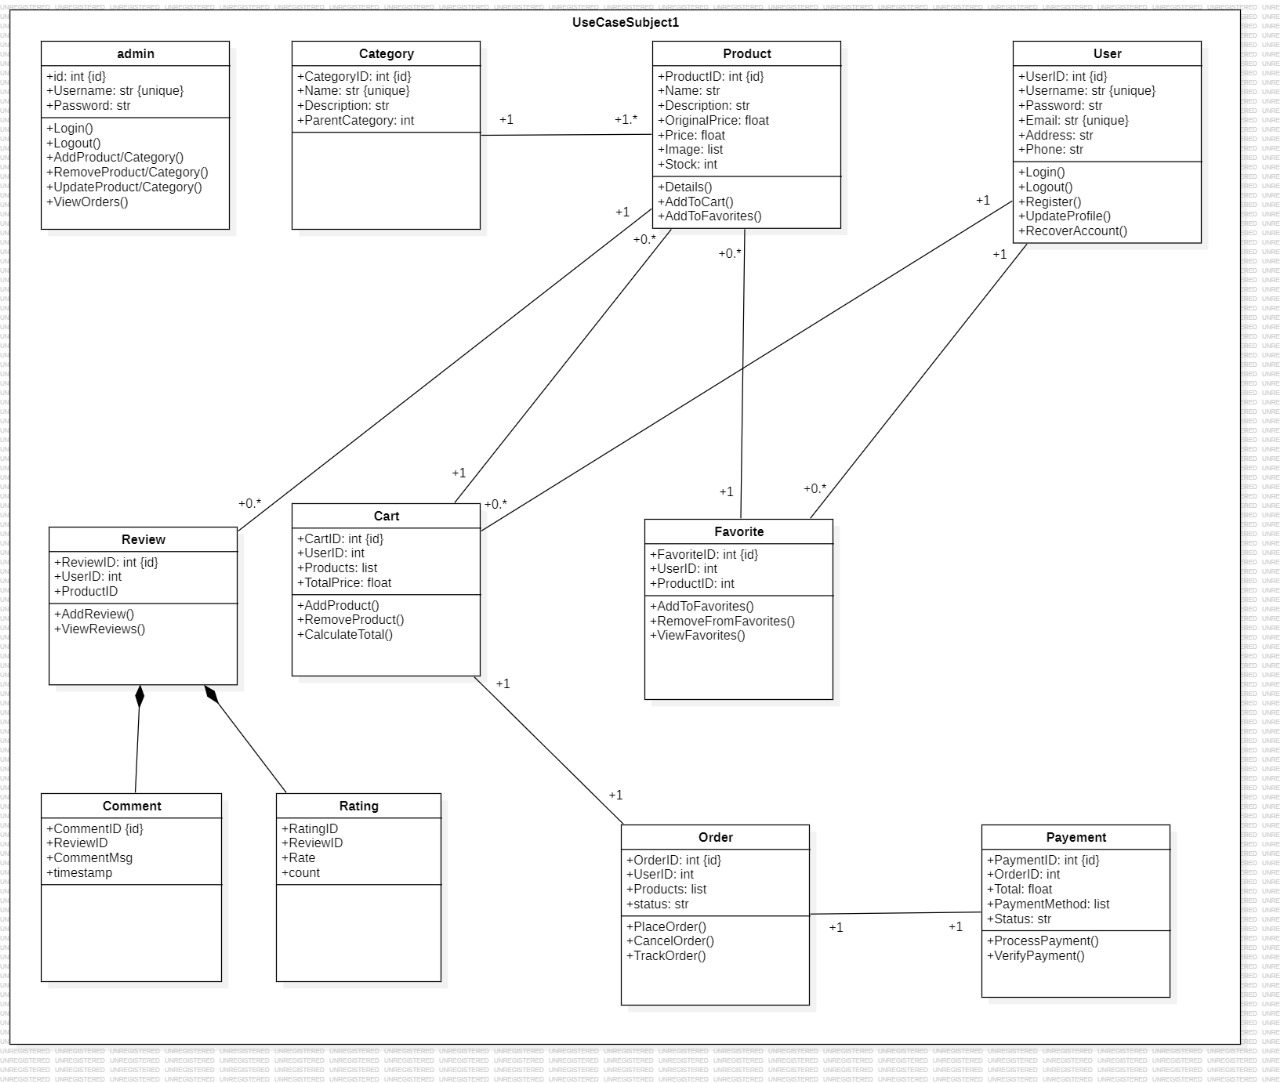 UseCaseSubject1
admin
+id: int {id}
+Username: str {unique}
+Password: str
+Login()
+Logout()
+AddProduct/Category()
+RemoveProduct/Category()
+UpdateProduct/Category()
+ViewOrders()
Category
+CategoryID: int {id}
+Name: str {unique}
+Description: str
+ParentCategory: int
+1
+1.*
Product
+ProductID: int {id}
+Name: str
+Description: str
+OriginalPrice: float
+Price: float
+Image: list
+Stock: int
+Details()
+AddToCart()
+AddToFavorites()
User
+UserID: int {id}
+Username: str {unique}
+Password: str
+Email: str {unique}
+Address: str
+Phone: str
+Login()
+Logout()
+Register()
+UpdateProfile()
+RecoverAccount()
+1
+0.*
+0.*
+1
+1
+0.*
+1
+0.*
+1
+0.*
Review
+ReviewID: int {id}
+UserID: int
+ProductID
+AddReview()
+ViewReviews()
Cart
+CartID: int {id}
+UserID: int
+Products: list
+TotalPrice: float
+AddProduct()
+RemoveProduct()
+CalculateTotal()
Favorite
+FavoriteID: int {id}
+UserID: int
+ProductID: int
+AddToFavorites()
+RemoveFromFavorites()
+ViewFavorites()
+1
+1
Comment
+CommentID {id}
+ReviewID
+CommentMsg
+timestamp
Rating
+RatingID
+ReviewID
+Rate
+count
Order
+OrderID: int {id}
+UserID: int
+Products: list
+status: str
+PlaceOrder()
+CancelOrder()
+TrackOrder()
+1
+1
Payement
+PaymentID: int {id}
+OrderID: int
+Total: float
+PaymentMethod: list
+Status: str
+ProcessPayment()
+VerifyPayment()